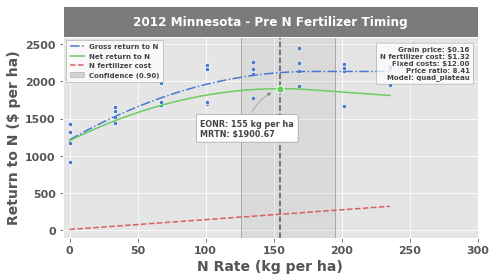 2012 Minnesota - Pre N Fertilizer Timing
Gross return to N
Net return to N
N fertilizer cost
Confidence (0.90)
Grain price: $0.16
N fertilizer cost: $1.32
Fixed costs: $12.00
Price ratio: 8.41
Model: quad_plateau
EONR: 155 kg per ha
MRTN: $1900.67
Return to N ($ per ha)
2500
2000
1500
1000
500
0
0 50 100 150 200 250 300
N Rate (kg per ha)